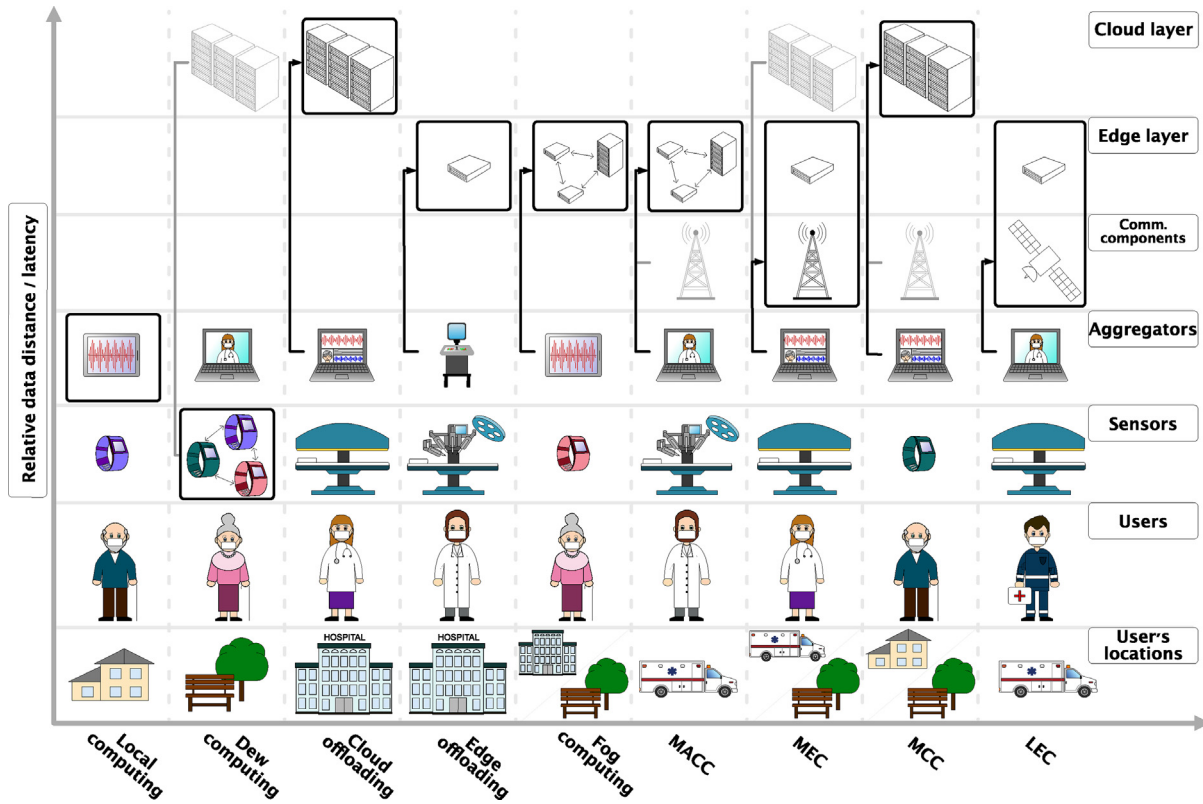 Cloud layer
Edge layer
Comm.
components
Relative data distance / latency
Aggregators
Sensors
Users
HOSPITAL
HOSPITAL
HOSPITAL
User's
locations
Local
computing
Dew
computing
Cloud
offloading
Edge
offloading
Fog
computing
MACC
MEC
MCC
LEC